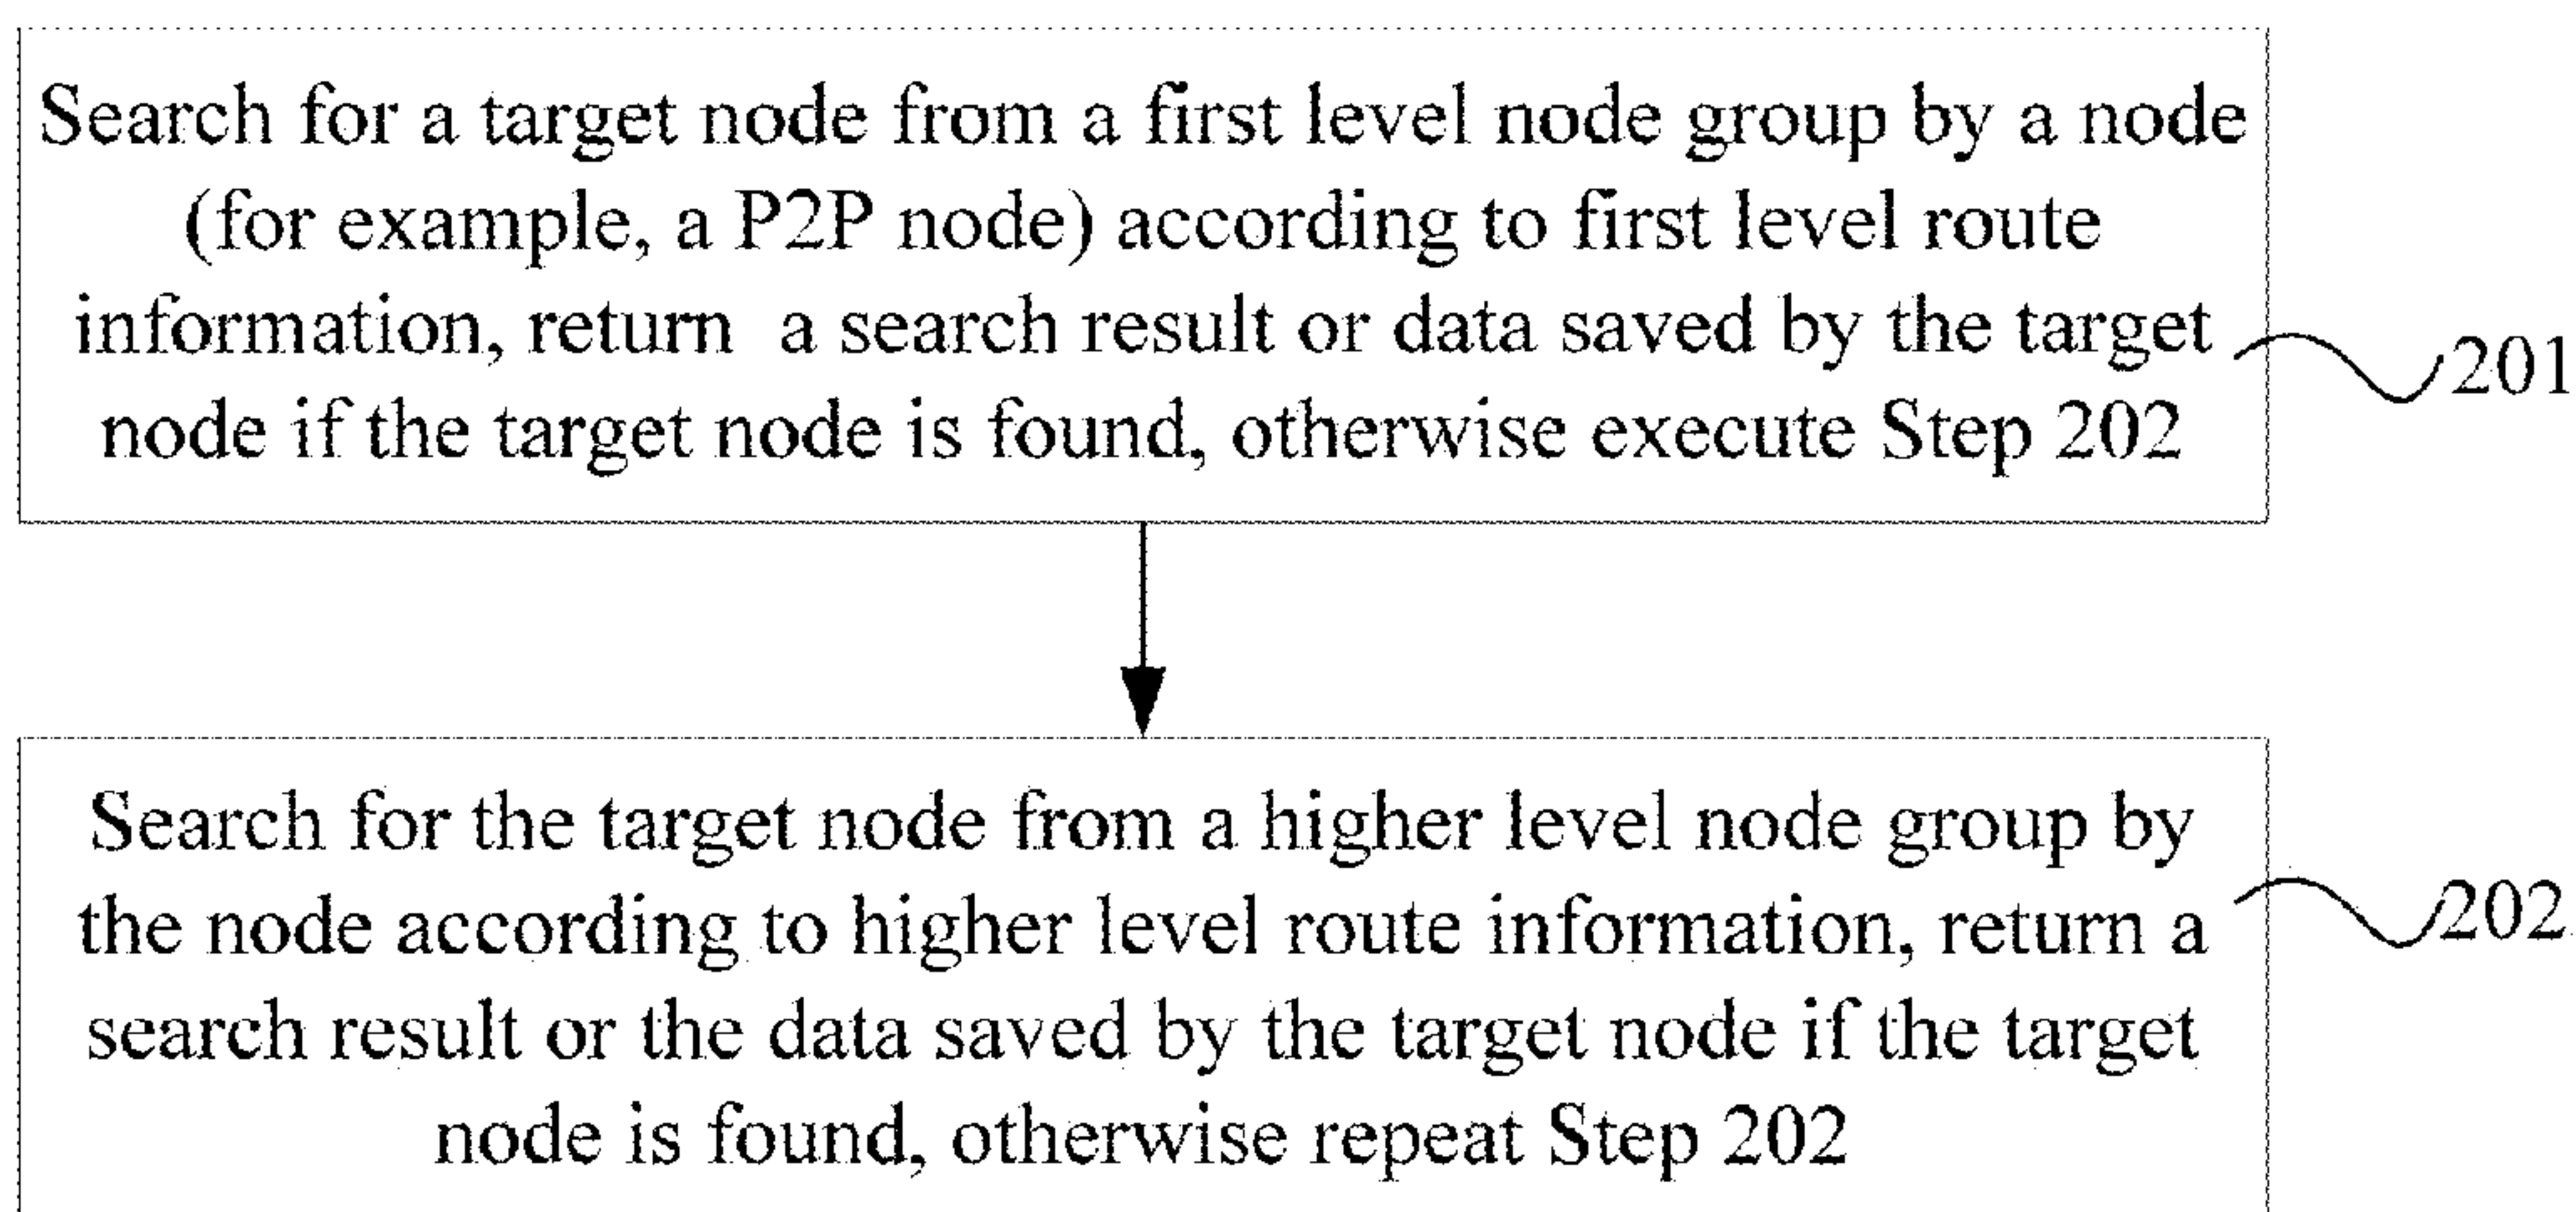 Search for a target node from a first level node group by a node
(for example, a P2P node) according to first level route
information, return a search result or data saved by the target
node if the target node is found, otherwise execute Step 202
201
Search for the target node from a higher level node group by
the node according to higher level route information, return a
search result or the data saved by the target node if the target
node is found, otherwise repeat Step 202
202